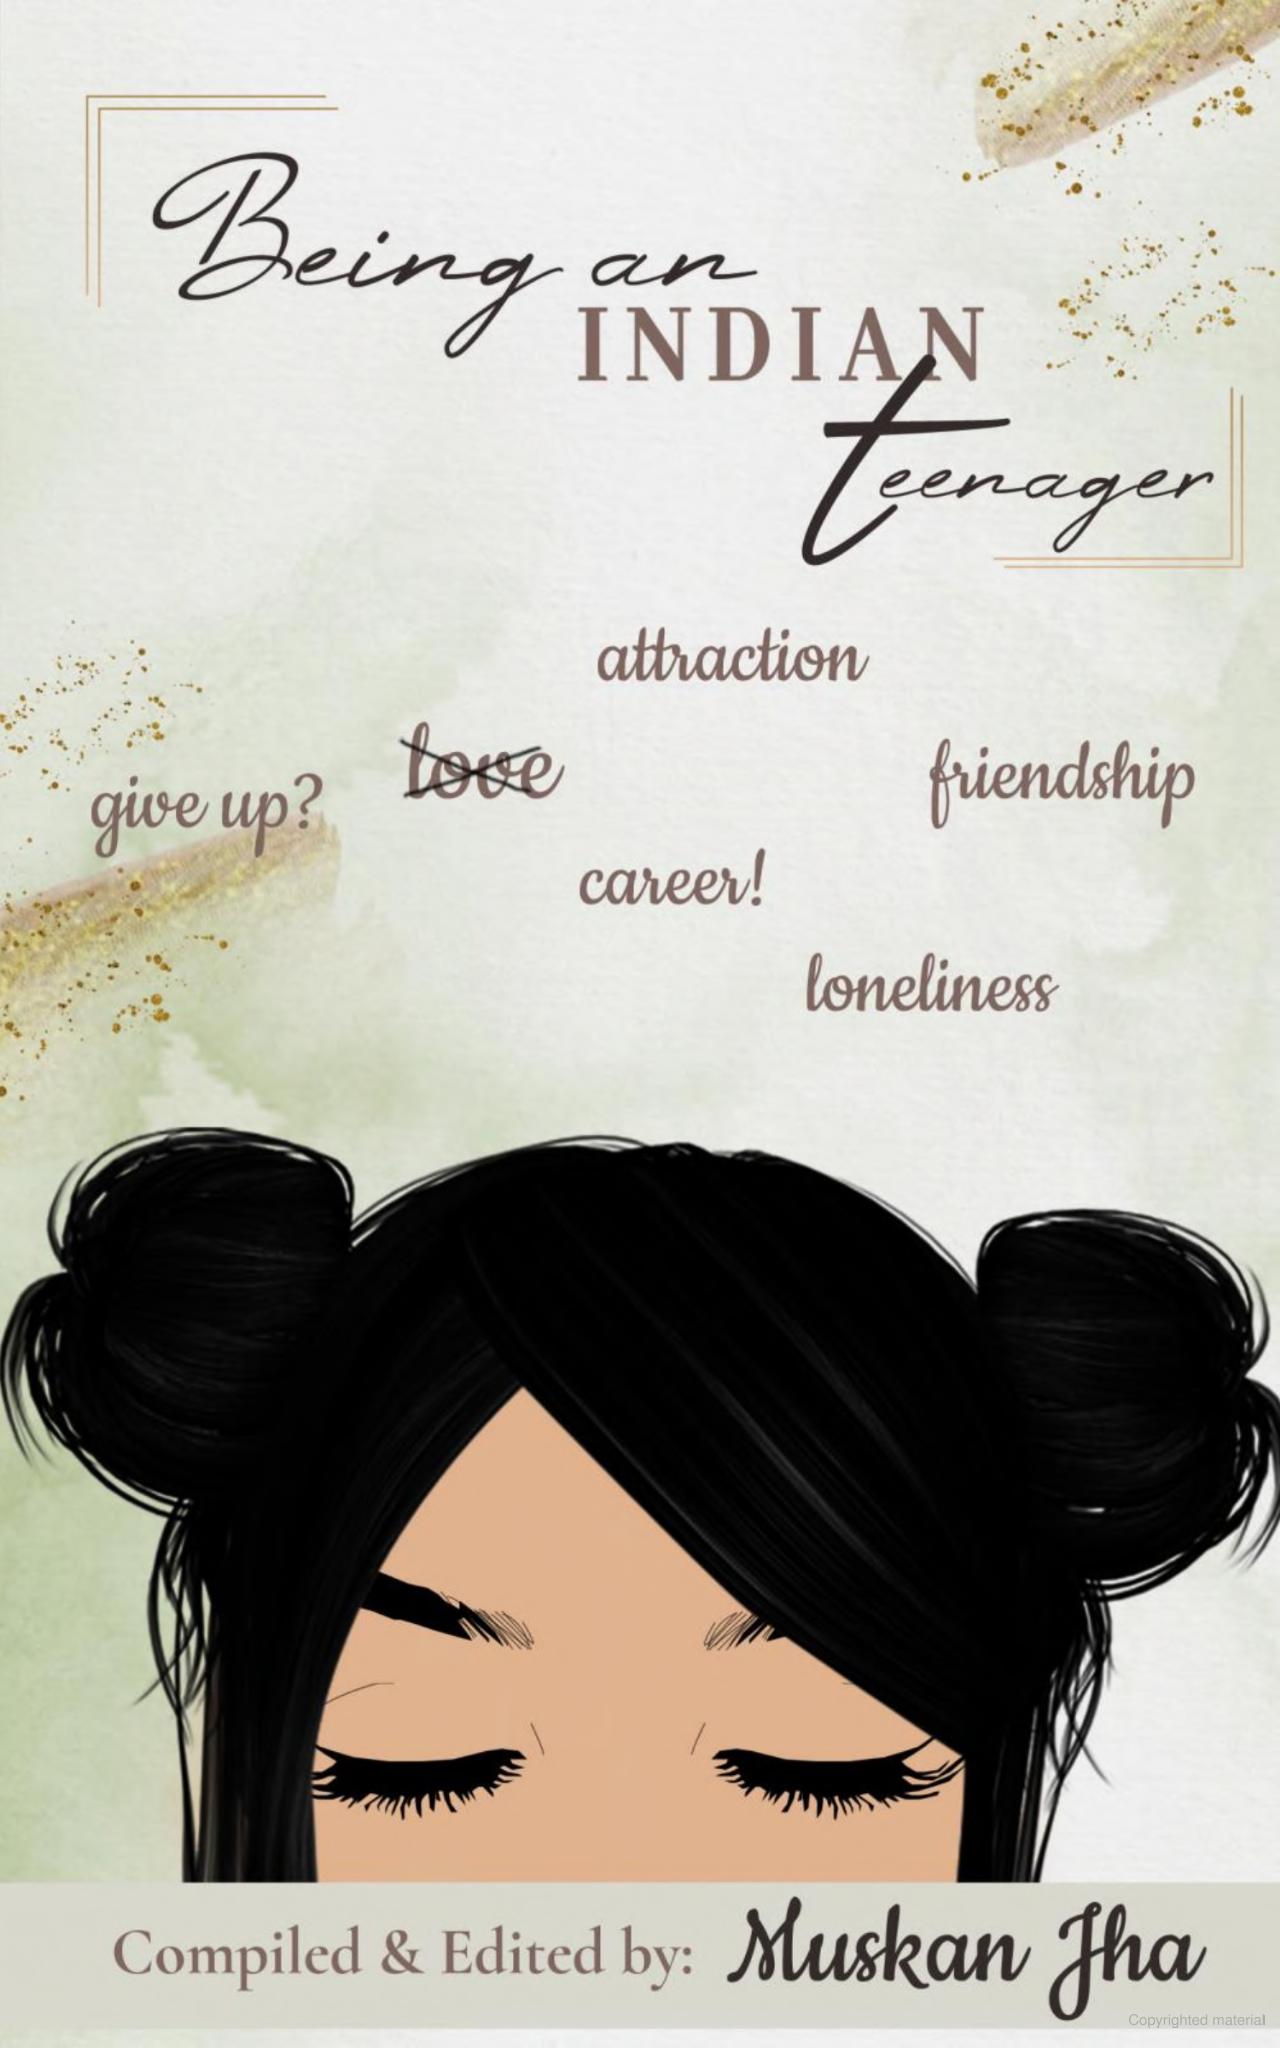 Being an
INDIAN
teenager
attraction
love
friendship
give up?
career!
loneliness
Compiled & Edited by: Muskan Jha
Copyrighted material